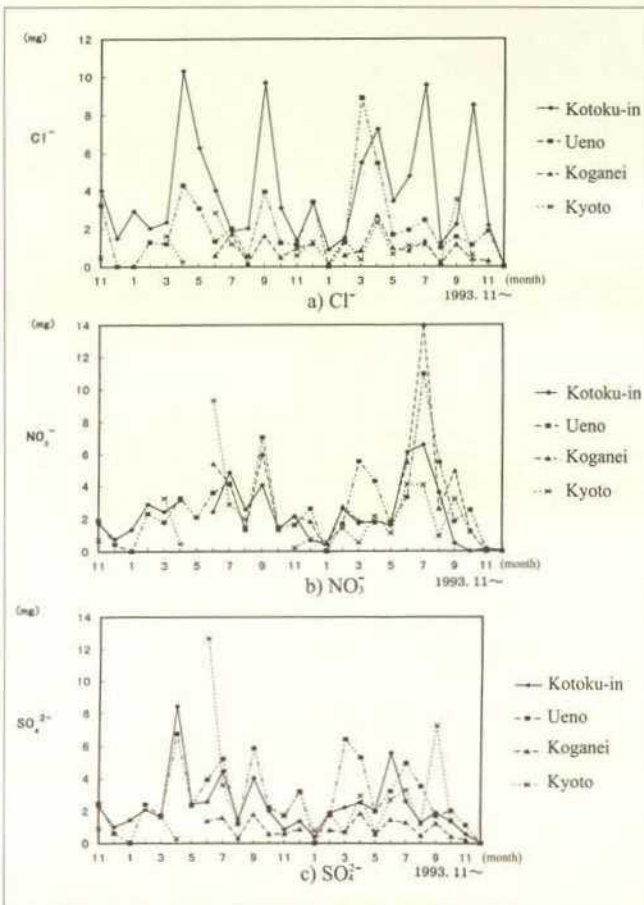 (mg)
12
10
8
Cl⁻
6
4
2
0
11 1 3 5 7 9 11 1 3 5 7 9 11 (month)
1993. 11~
a) Cl⁻
Kotoku-in
Ueno
Koganei
Kyoto
(mg)
14
12
10
8
NO₃⁻
6
4
2
0
11 1 3 5 7 9 11 1 3 5 7 9 11 (month)
1993. 11~
b) NO₃⁻
Kotoku-in
Ueno
Koganei
Kyoto
(mg)
14
12
10
8
SO₄²⁻
6
4
2
0
11 1 3 5 7 9 11 1 3 5 7 9 11 (month)
1993. 11~
c) SO₄²⁻
Kotoku-in
Ueno
Koganei
Kyoto